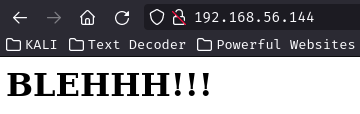 192.168.56.144
KALI Text Decoder Powerful Websites
BLEHHH!!!